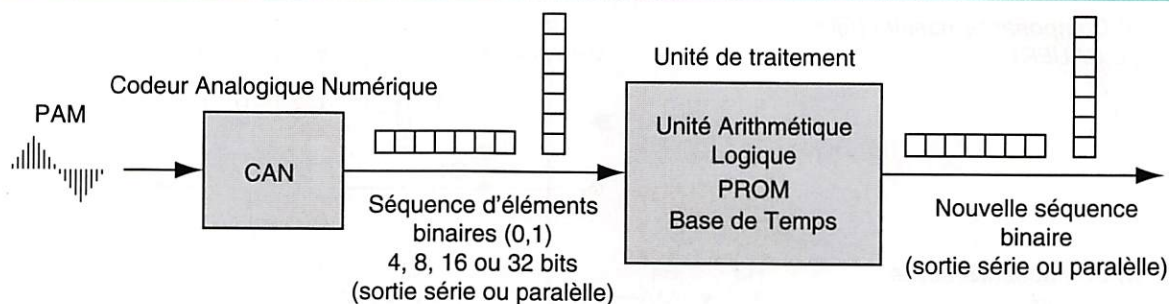 Unité de traitement
Codeur Analogique Numérique
PAM
CAN
Unité Arithmétique
Logique
PROM
Base de Temps
Séquence d'éléments
binaires (0,1)
4, 8, 16 ou 32 bits
(sortie série ou paralèlle)
Nouvelle séquence
binaire
(sortie série ou paralèlle)